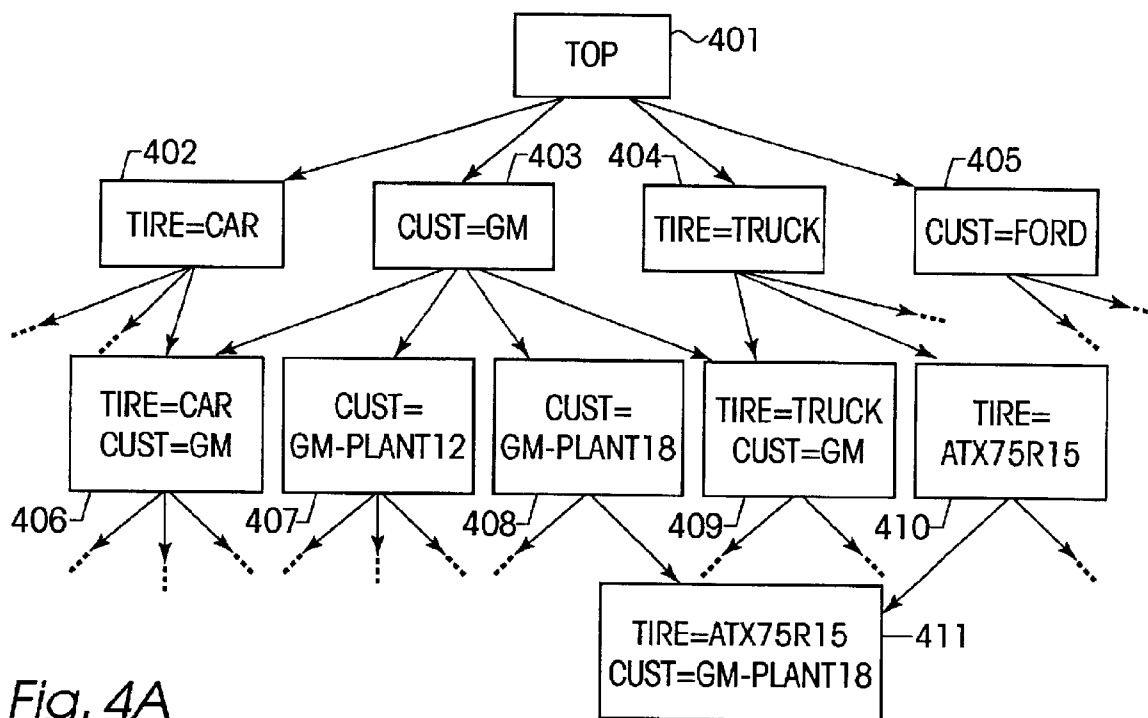 TOP
401
402
403
404
405
TIRE=CAR
CUST=GM
TIRE=TRUCK
CUST=FORD
TIRE=CAR
CUST=GM
CUST=
GM-PLANT12
CUST=
GM-PLANT18
TIRE=TRUCK
CUST=GM
TIRE=
ATX75R15
406
407
408
409
410
TIRE=ATX75R15
CUST=GM-PLANT18
411
Fig. 4A